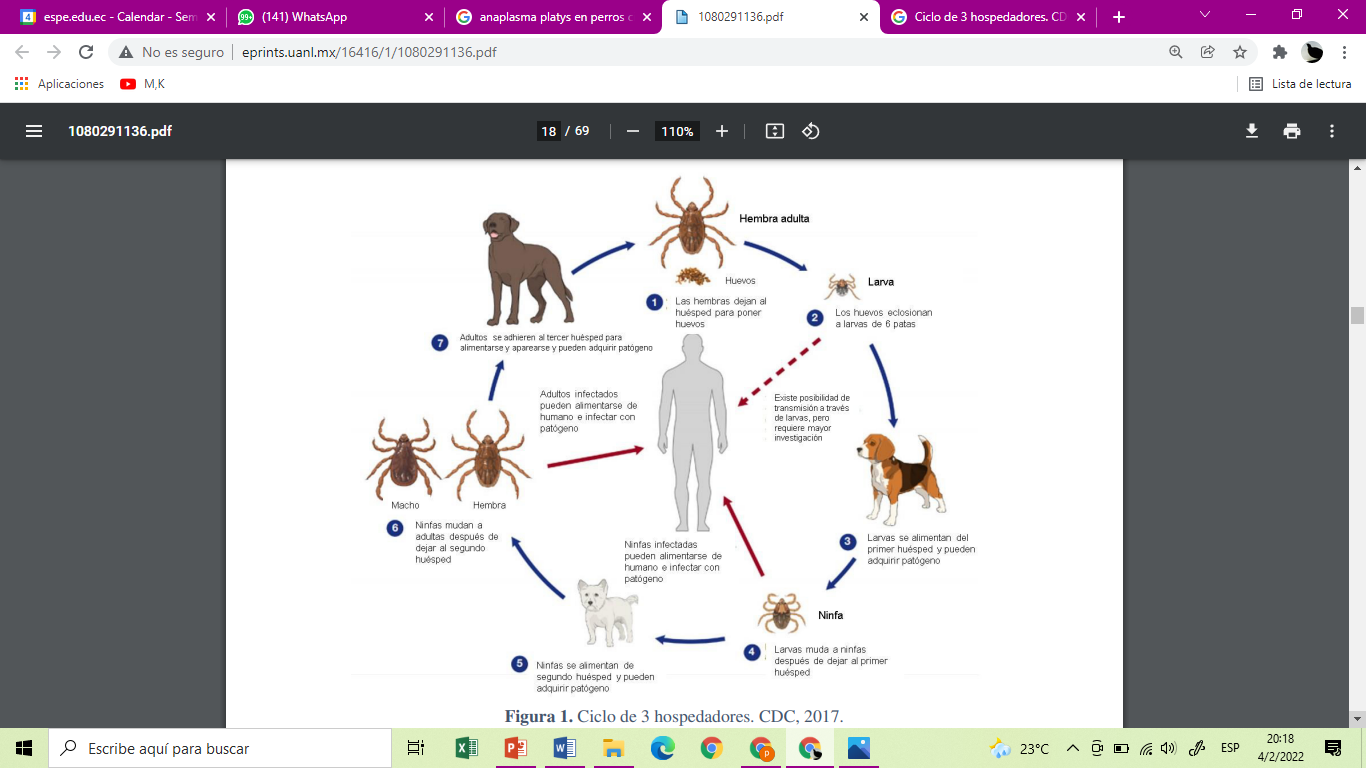 espe.edu.ec - Calendar - Sem
(141) WhatsApp
anaplasma platys en perros c
1080291136.pdf
Ciclo de 3 hospedadores. CD
No es seguro
eprints.uanl.mx/16416/1/1080291136.pdf
Aplicaciones
M,K
Lista de lectura
1080291136.pdf
18 / 69
110%
Hembra adulta
Huevos
1
Las hembras dejan al
huésped para poner
huevos
Larva
2
Los huevos eclosionan
a larvas de 6 patas
7
Adultos se adhieren al tercer huésped para
alimentarse y aparearse y pueden adquirir patógeno
Adultos infectados
pueden alimentarse de
humano e infectar con
patógeno
Existe posibilidad de
transmisión a través
de larvas, pero
requiere mayor
investigación
Macho
Hembra
6
Ninfas mudan a
adultas después de
dejar al segundo
huésped
3
Larvas se alimentan del
primer huésped y pueden
adquirir patógeno
Ninfas infectadas
pueden alimentarse de
humano e infectar con
patógeno
Ninfa
4
Larvas muda a ninfas
después de dejar al primer
huésped
5
Ninfas se alimentan de
segundo huésped y pueden
adquirir patógeno
Figura 1. Ciclo de 3 hospedadores. CDC, 2017.
Escribe aquí para buscar
23°C
ESP
20:18
4/2/2022